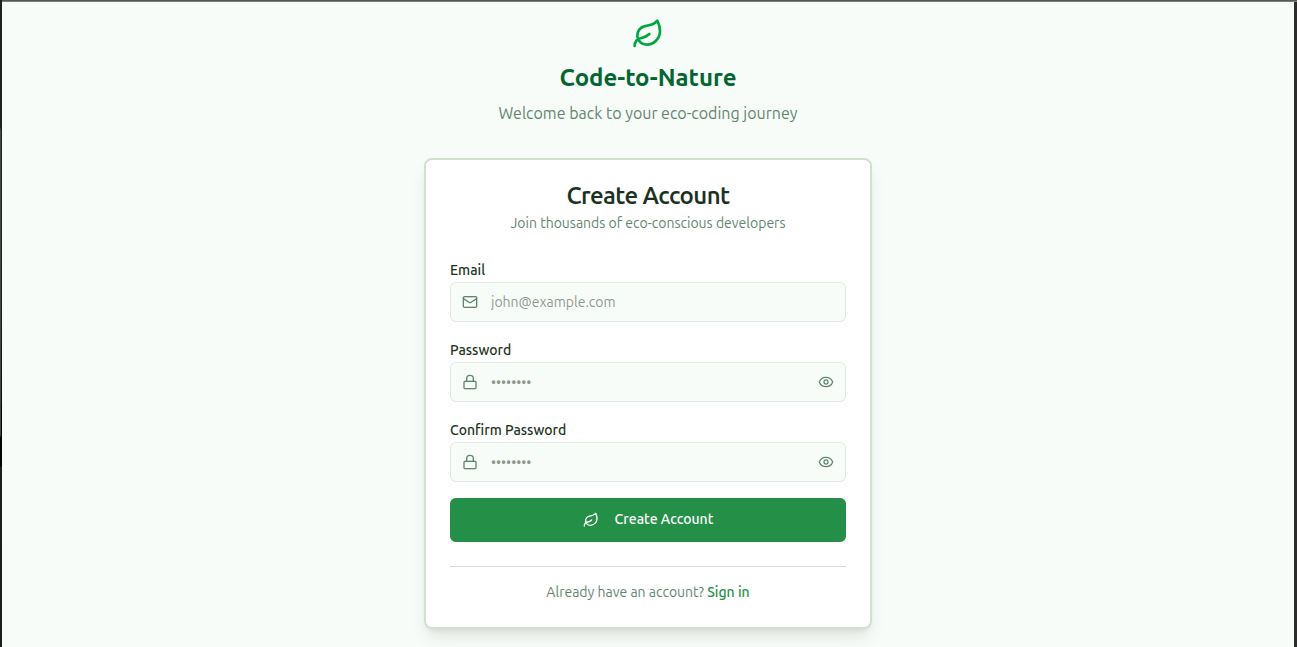 Code-to-Nature
Welcome back to your eco-coding journey
Create Account
Join thousands of eco-conscious developers
Email
john@example.com
Password
••••••••
Confirm Password
••••••••
Create Account
Already have an account? Sign in